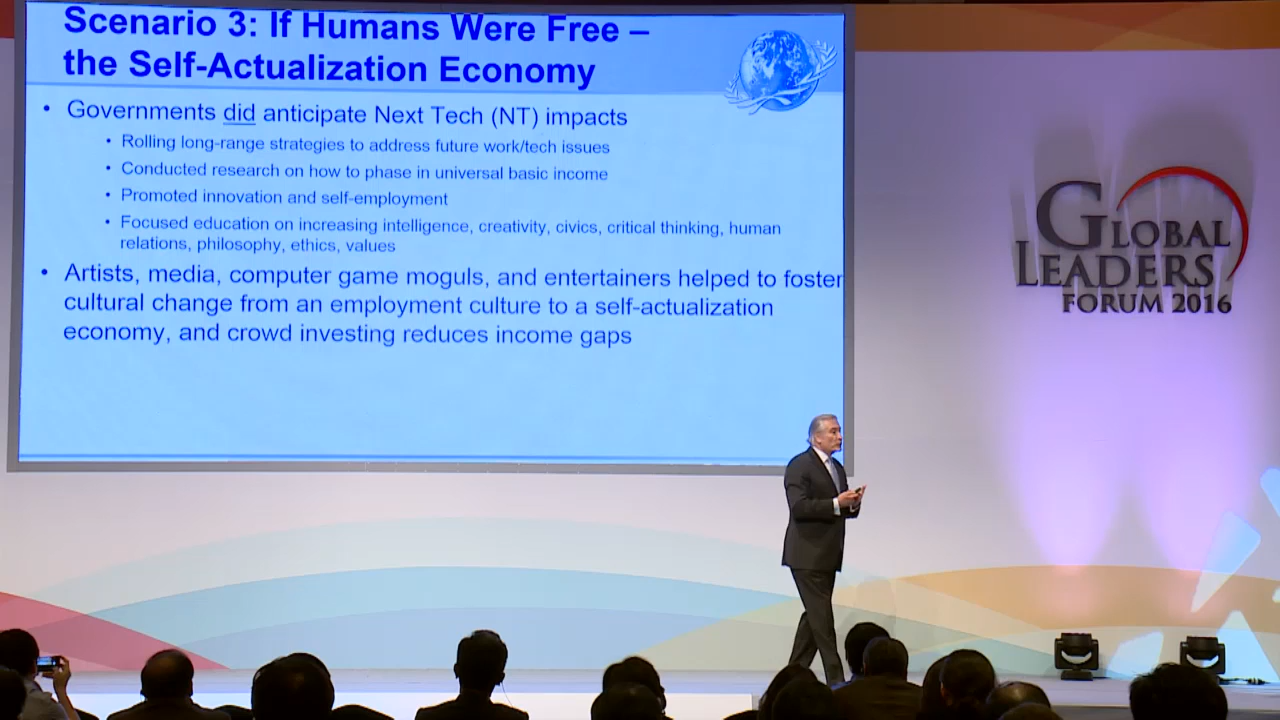 Scenario 3: If Humans Were Free –
the Self-Actualization Economy
• Governments did anticipate Next Tech (NT) impacts
• Rolling long-range strategies to address future work/tech issues
• Conducted research on how to phase in universal basic income
• Promoted innovation and self-employment
• Focused education on increasing intelligence, creativity, civics, critical thinking, human
relations, philosophy, ethics, values
• Artists, media, computer game moguls, and entertainers helped to foster
cultural change from an employment culture to a self-actualization
economy, and crowd investing reduces income gaps
GLOBAL
LEADERS
FORUM 2016